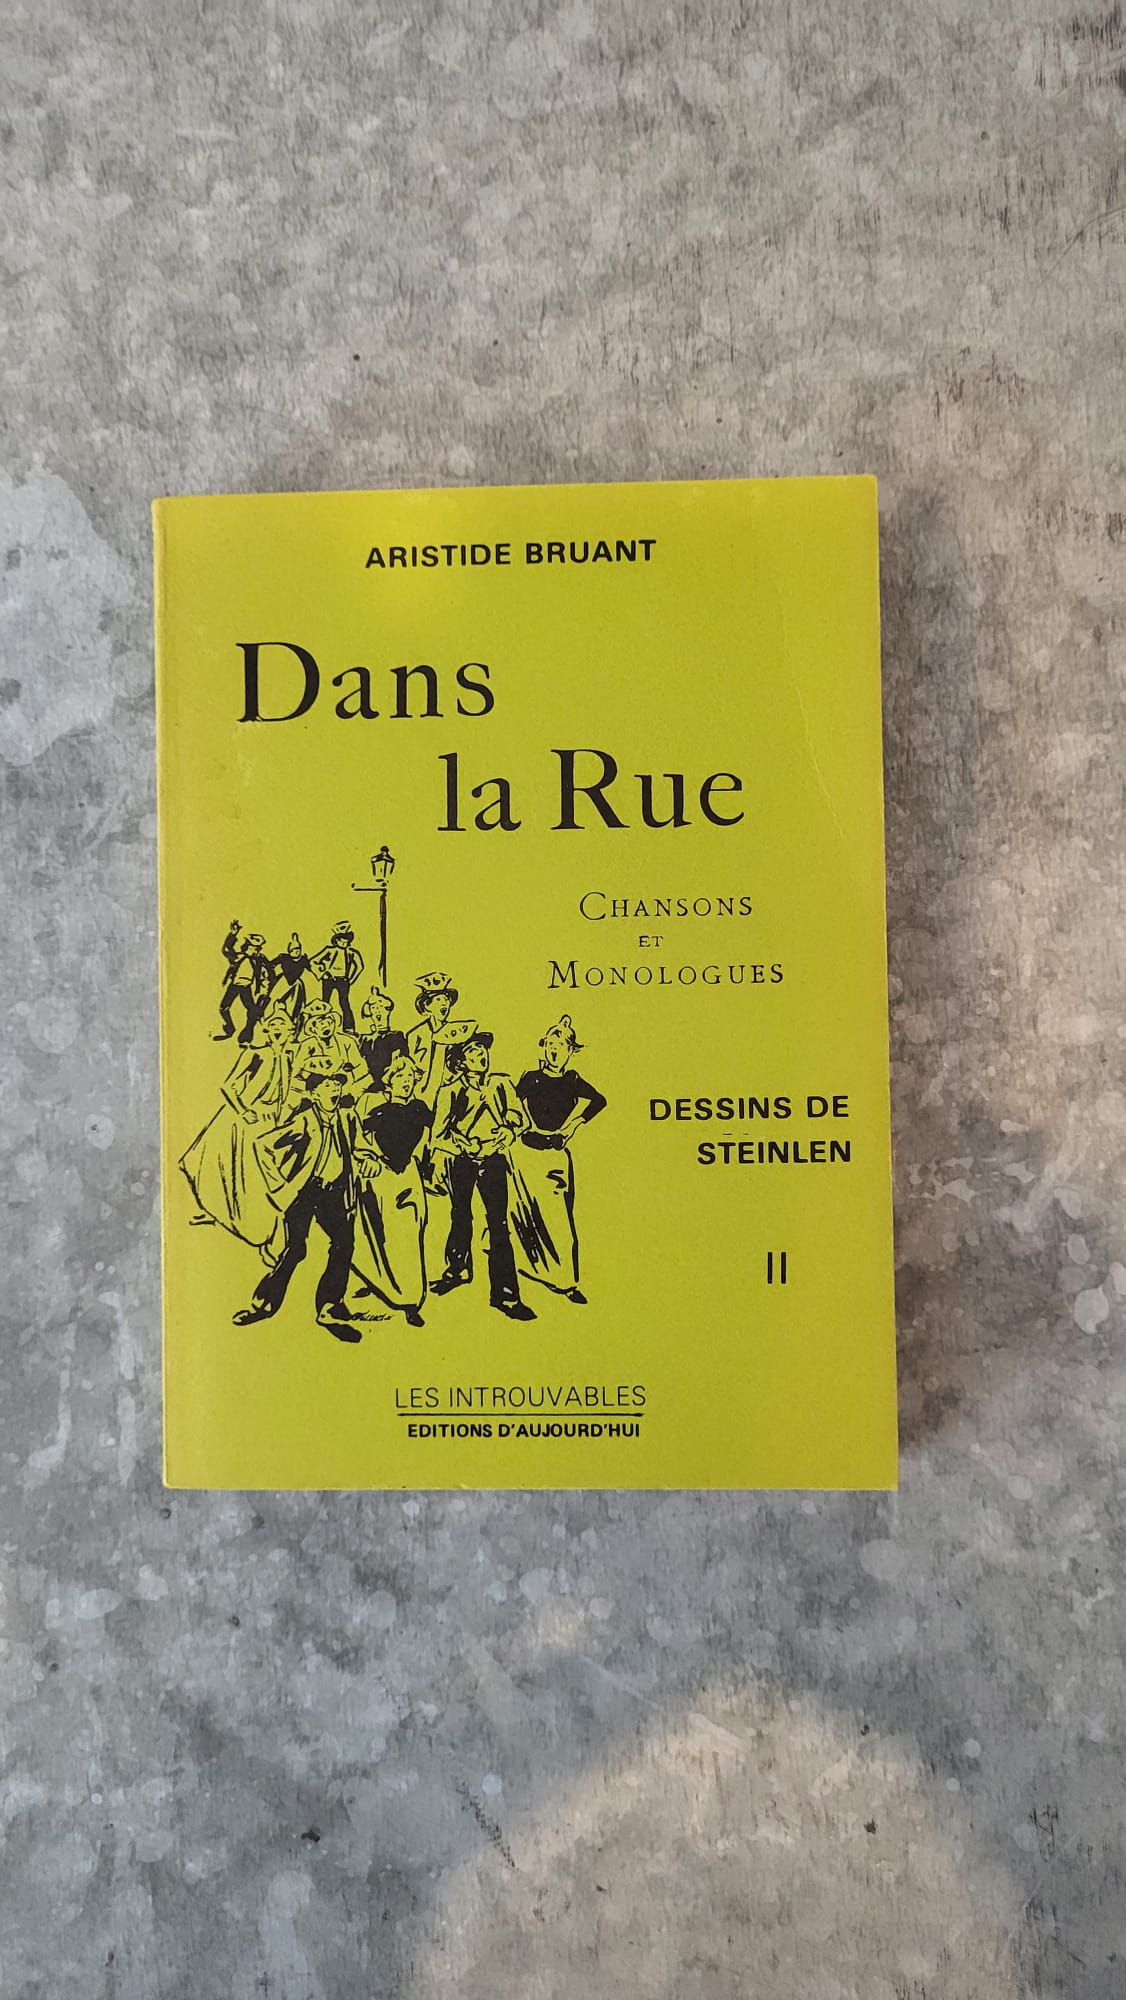 ARISTIDE BRUANT
Dans
la Rue
CHANSONS
ET
MONOLOGUES
DESSINS DE
STEINLEN
II
LES INTROUVABLES
EDITIONS D'AUJOURD'HUI